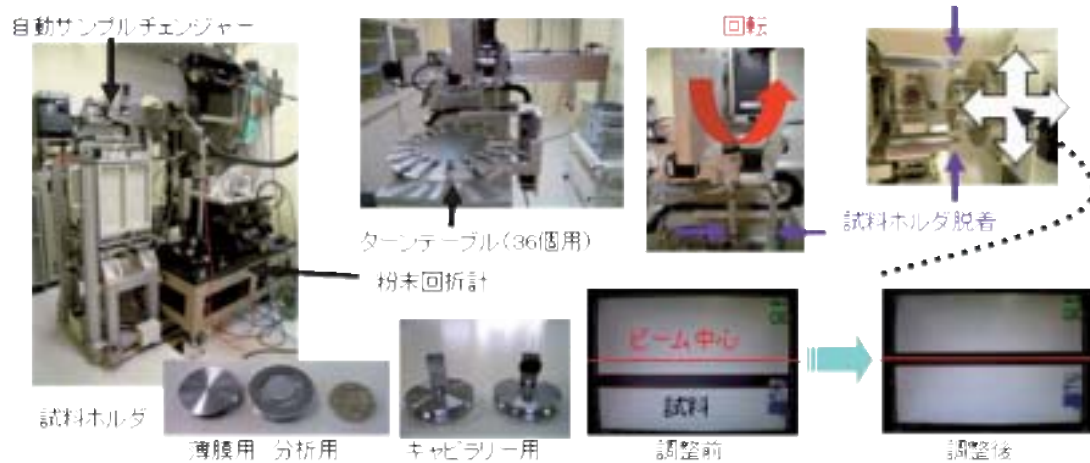 自動サンプルチェンジャー
回転
ターンテーブル(36個用)
試料ホルダ脱着
粉末回折計
ビーム中心
試料
試料ホルダ
薄膜用 分析用
キャピラリー用
調整前
調整後